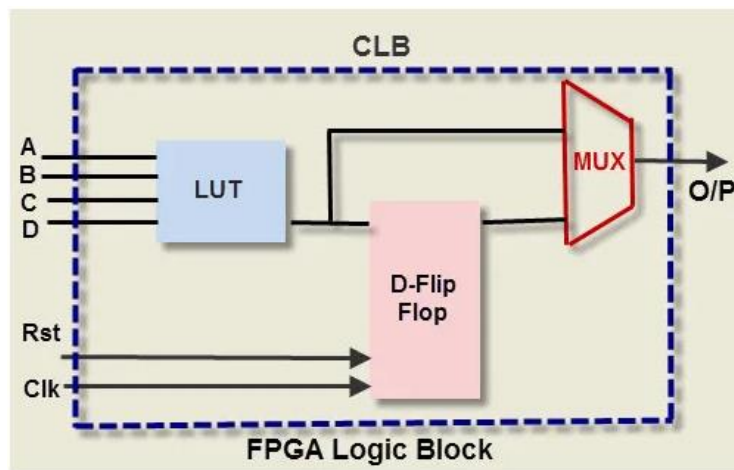 CLB
A
B
C
D
LUT
MUX
O/P
D-Flip
Flop
Rst
Clk
FPGA Logic Block